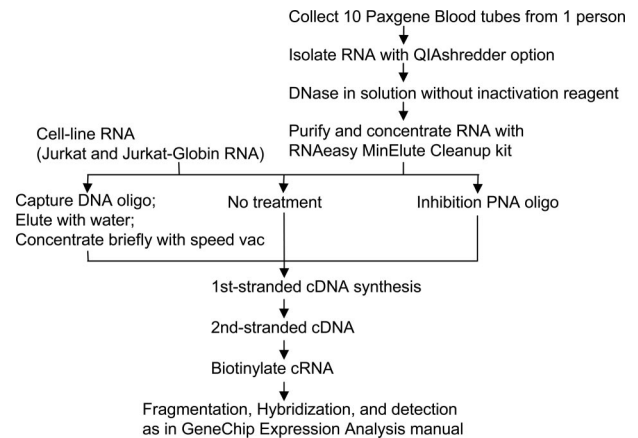 Collect 10 Paxgene Blood tubes from 1 person
Isolate RNA with QIAshredder option
DNase in solution without inactivation reagent
Purify and concentrate RNA with
RNAeasy MinElute Cleanup kit
Cell-line RNA
(Jurkat and Jurkat-Globin RNA)
Capture DNA oligo;
Elute with water;
Concentrate briefly with speed vac
No treatment
Inhibition PNA oligo
1st-stranded cDNA synthesis
2nd-stranded cDNA
Biotinylate cRNA
Fragmentation, Hybridization, and detection
as in GeneChip Expression Analysis manual